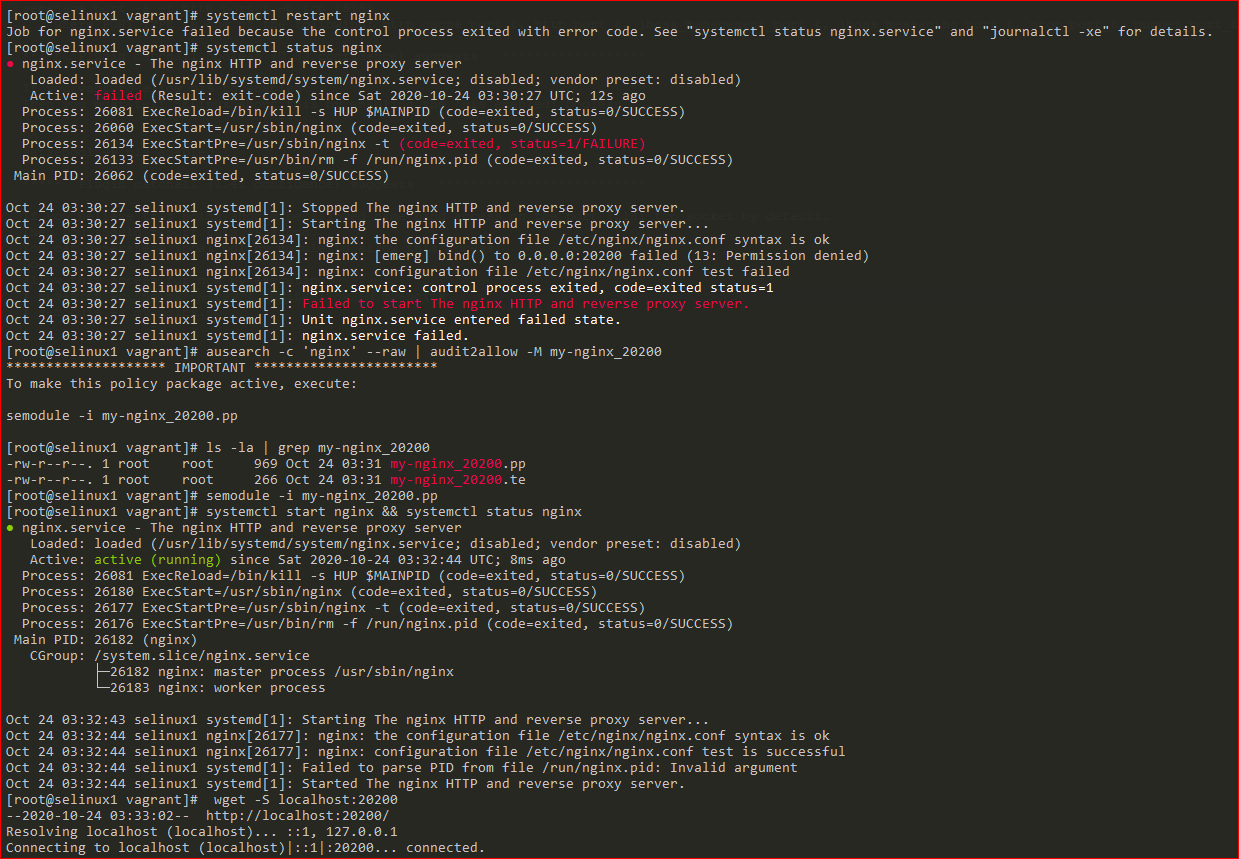 [root@selinux1 vagrant]# systemctl restart nginx
Job for nginx.service failed because the control process exited with error code. See "systemctl status nginx.service" and "journalctl -xe" for details.
[root@selinux1 vagrant]# systemctl status nginx
● nginx.service - The nginx HTTP and reverse proxy server
   Loaded: loaded (/usr/lib/systemd/system/nginx.service; disabled; vendor preset: disabled)
   Active: failed (Result: exit-code) since Sat 2020-10-24 03:30:27 UTC; 12s ago
  Process: 26081 ExecReload=/bin/kill -s HUP $MAINPID (code=exited, status=0/SUCCESS)
  Process: 26060 ExecStart=/usr/sbin/nginx (code=exited, status=0/SUCCESS)
  Process: 26134 ExecStartPre=/usr/sbin/nginx -t (code=exited, status=1/FAILURE)
  Process: 26133 ExecStartPre=/usr/bin/rm -f /run/nginx.pid (code=exited, status=0/SUCCESS)
 Main PID: 26062 (code=exited, status=0/SUCCESS)

Oct 24 03:30:27 selinux1 systemd[1]: Stopped The nginx HTTP and reverse proxy server.
Oct 24 03:30:27 selinux1 systemd[1]: Starting The nginx HTTP and reverse proxy server...
Oct 24 03:30:27 selinux1 nginx[26134]: nginx: the configuration file /etc/nginx/nginx.conf syntax is ok
Oct 24 03:30:27 selinux1 nginx[26134]: nginx: [emerg] bind() to 0.0.0.0:20200 failed (13: Permission denied)
Oct 24 03:30:27 selinux1 nginx[26134]: nginx: configuration file /etc/nginx/nginx.conf test failed
Oct 24 03:30:27 selinux1 systemd[1]: nginx.service: control process exited, code=exited status=1
Oct 24 03:30:27 selinux1 systemd[1]: Failed to start The nginx HTTP and reverse proxy server.
Oct 24 03:30:27 selinux1 systemd[1]: Unit nginx.service entered failed state.
Oct 24 03:30:27 selinux1 systemd[1]: nginx.service failed.
[root@selinux1 vagrant]# ausearch -c 'nginx' --raw | audit2allow -M my-nginx_20200
******************** IMPORTANT ***********************
To make this policy package active, execute:

semodule -i my-nginx_20200.pp

[root@selinux1 vagrant]# ls -la | grep my-nginx_20200
-rw-r--r--. 1 root    root     969 Oct 24 03:31 my-nginx_20200.pp
-rw-r--r--. 1 root    root     266 Oct 24 03:31 my-nginx_20200.te
[root@selinux1 vagrant]# semodule -i my-nginx_20200.pp
[root@selinux1 vagrant]# systemctl start nginx && systemctl status nginx
● nginx.service - The nginx HTTP and reverse proxy server
   Loaded: loaded (/usr/lib/systemd/system/nginx.service; disabled; vendor preset: disabled)
   Active: active (running) since Sat 2020-10-24 03:32:44 UTC; 8ms ago
  Process: 26081 ExecReload=/bin/kill -s HUP $MAINPID (code=exited, status=0/SUCCESS)
  Process: 26180 ExecStart=/usr/sbin/nginx (code=exited, status=0/SUCCESS)
  Process: 26177 ExecStartPre=/usr/sbin/nginx -t (code=exited, status=0/SUCCESS)
  Process: 26176 ExecStartPre=/usr/bin/rm -f /run/nginx.pid (code=exited, status=0/SUCCESS)
 Main PID: 26182 (nginx)
   CGroup: /system.slice/nginx.service
           ├─26182 nginx: master process /usr/sbin/nginx
           └─26183 nginx: worker process

Oct 24 03:32:43 selinux1 systemd[1]: Starting The nginx HTTP and reverse proxy server...
Oct 24 03:32:44 selinux1 nginx[26177]: nginx: the configuration file /etc/nginx/nginx.conf syntax is ok
Oct 24 03:32:44 selinux1 nginx[26177]: nginx: configuration file /etc/nginx/nginx.conf test is successful
Oct 24 03:32:44 selinux1 systemd[1]: Failed to parse PID from file /run/nginx.pid: Invalid argument
Oct 24 03:32:44 selinux1 systemd[1]: Started The nginx HTTP and reverse proxy server.
[root@selinux1 vagrant]#  wget -S localhost:20200
--2020-10-24 03:33:02--  http://localhost:20200/
Resolving localhost (localhost)... ::1, 127.0.0.1
Connecting to localhost (localhost)|::1|:20200... connected.